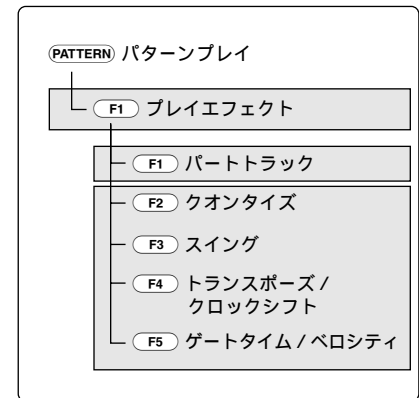 PATTERN パターンプレイ
F1 プレイエフェクト
F1 パートトラック
F2 クオンタイズ
F3 スイング
F4 トランスポーズ /
クロックシフト
F5 ゲートタイム / ベロシティ